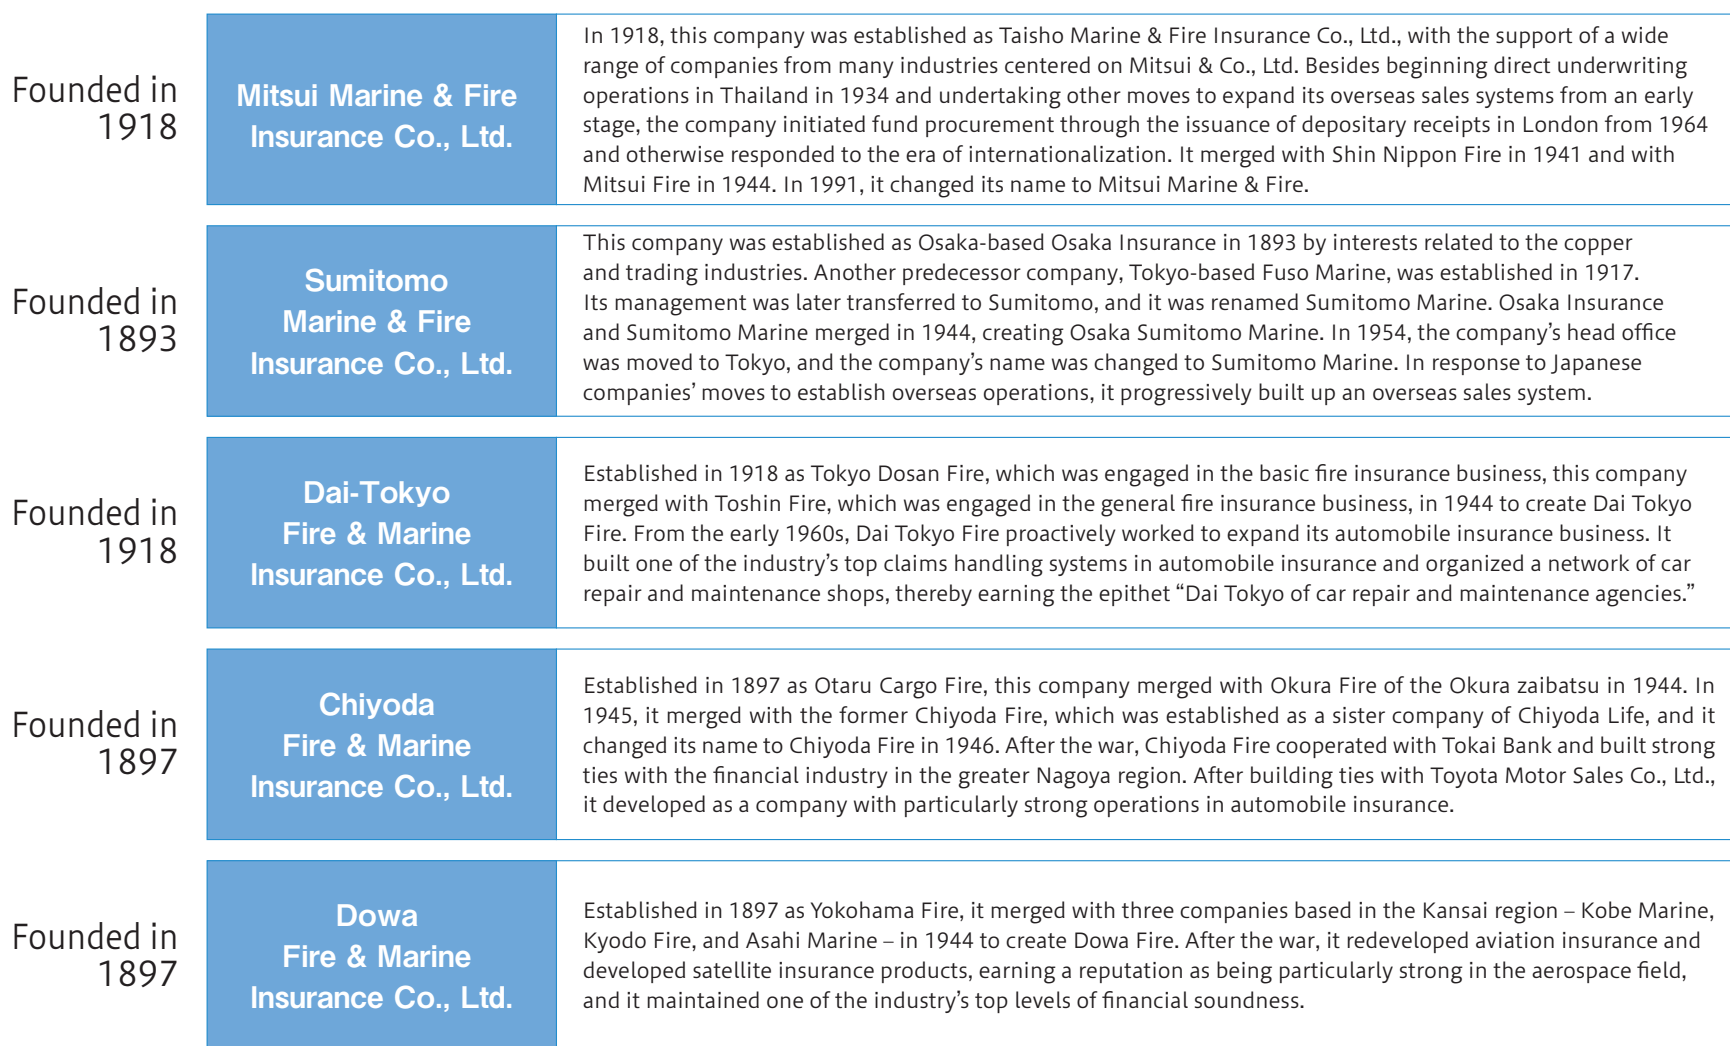 Founded in
1918
Mitsui Marine & Fire
Insurance Co., Ltd.
In 1918, this company was established as Taisho Marine & Fire Insurance Co., Ltd., with the support of a wide
range of companies from many industries centered on Mitsui & Co., Ltd. Besides beginning direct underwriting
operations in Thailand in 1934 and undertaking other moves to expand its overseas sales systems from an early
stage, the company initiated fund procurement through the issuance of depositary receipts in London from 1964
and otherwise responded to the era of internationalization. It merged with Shin Nippon Fire in 1941 and with
Mitsui Fire in 1944. In 1991, it changed its name to Mitsui Marine & Fire.
Founded in
1893
Sumitomo
Marine & Fire
Insurance Co., Ltd.
This company was established as Osaka-based Osaka Insurance in 1893 by interests related to the copper
and trading industries. Another predecessor company, Tokyo-based Fuso Marine, was established in 1917.
Its management was later transferred to Sumitomo, and it was renamed Sumitomo Marine. Osaka Insurance
and Sumitomo Marine merged in 1944, creating Osaka Sumitomo Marine. In 1954, the company’s head office
was moved to Tokyo, and the company’s name was changed to Sumitomo Marine. In response to Japanese
companies’ moves to establish overseas operations, it progressively built up an overseas sales system.
Founded in
1918
Dai-Tokyo
Fire & Marine
Insurance Co., Ltd.
Established in 1918 as Tokyo Dosan Fire, which was engaged in the basic fire insurance business, this company
merged with Toshin Fire, which was engaged in the general fire insurance business, in 1944 to create Dai Tokyo
Fire. From the early 1960s, Dai Tokyo Fire proactively worked to expand its automobile insurance business. It
built one of the industry’s top claims handling systems in automobile insurance and organized a network of car
repair and maintenance shops, thereby earning the epithet “Dai Tokyo of car repair and maintenance agencies.”
Founded in
1897
Chiyoda
Fire & Marine
Insurance Co., Ltd.
Established in 1897 as Otaru Cargo Fire, this company merged with Okura Fire of the Okura zaibatsu in 1944. In
1945, it merged with the former Chiyoda Fire, which was established as a sister company of Chiyoda Life, and it
changed its name to Chiyoda Fire in 1946. After the war, Chiyoda Fire cooperated with Tokai Bank and built strong
ties with the financial industry in the greater Nagoya region. After building ties with Toyota Motor Sales Co., Ltd.,
it developed as a company with particularly strong operations in automobile insurance.
Founded in
1897
Dowa
Fire & Marine
Insurance Co., Ltd.
Established in 1897 as Yokohama Fire, it merged with three companies based in the Kansai region – Kobe Marine,
Kyodo Fire, and Asahi Marine – in 1944 to create Dowa Fire. After the war, it redeveloped aviation insurance and
developed satellite insurance products, earning a reputation as being particularly strong in the aerospace field,
and it maintained one of the industry’s top levels of financial soundness.